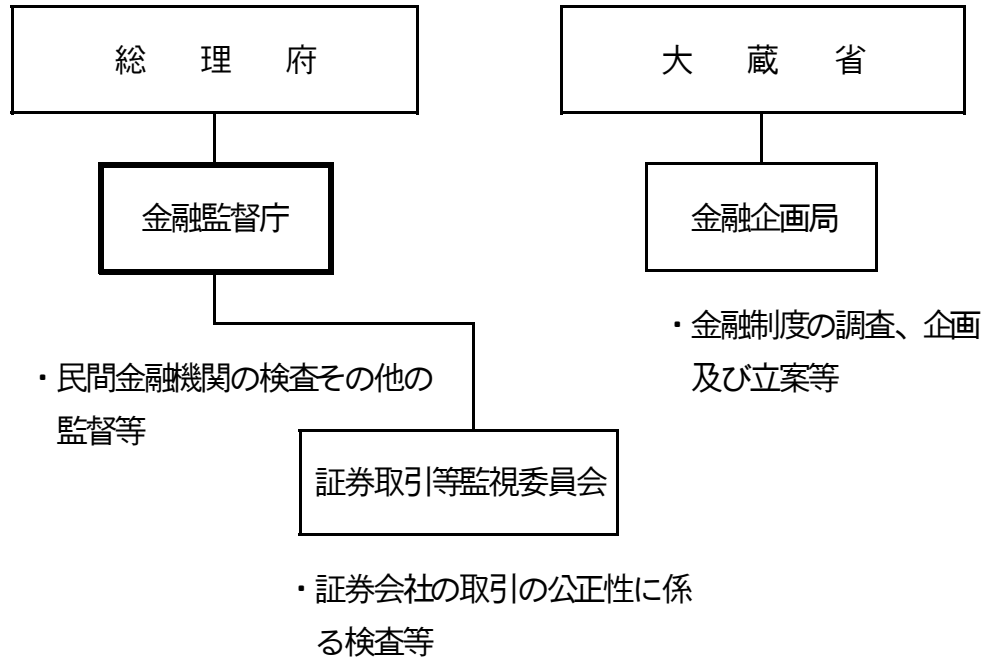 総理府
大蔵省
金融監督庁
金融企画局
・金融制度の調査、企画
及び立案等
・民間金融機関の検査その他の
監督等
証券取引等監視委員会
・証券会社の取引の公正性に係
る検査等